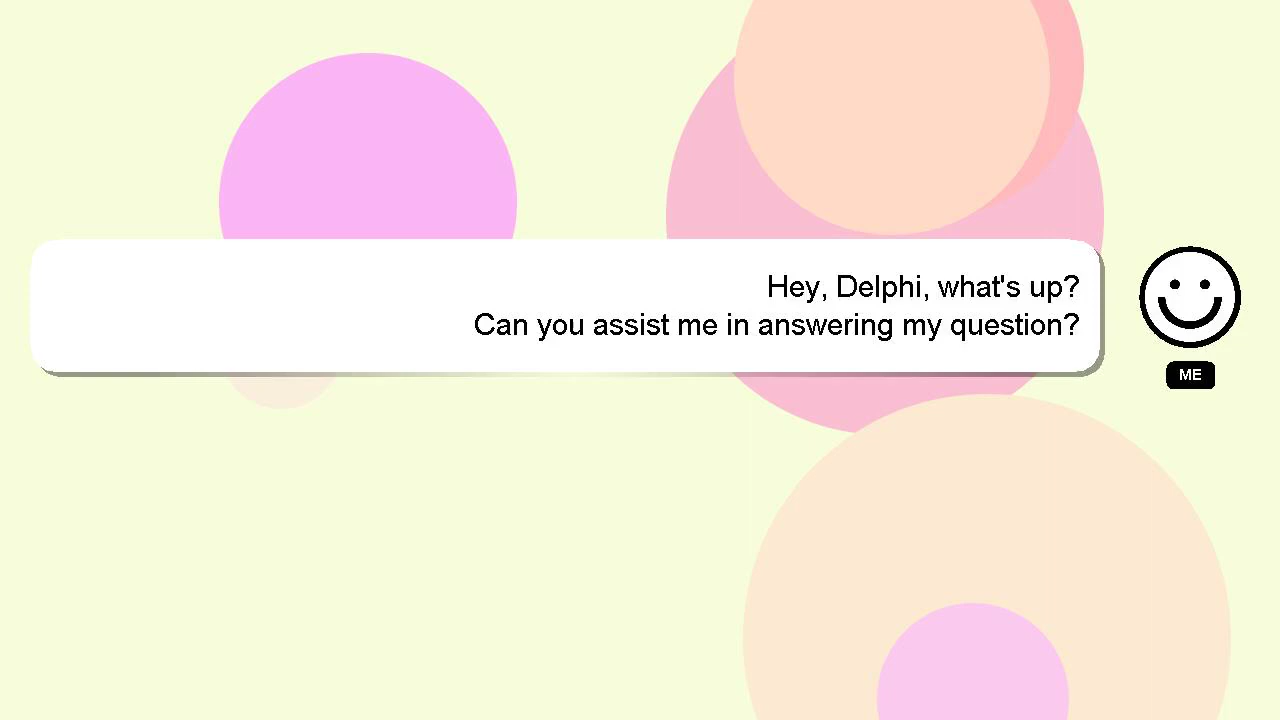 Hey, Delphi, what's up?
Can you assist me in answering my question?
ME